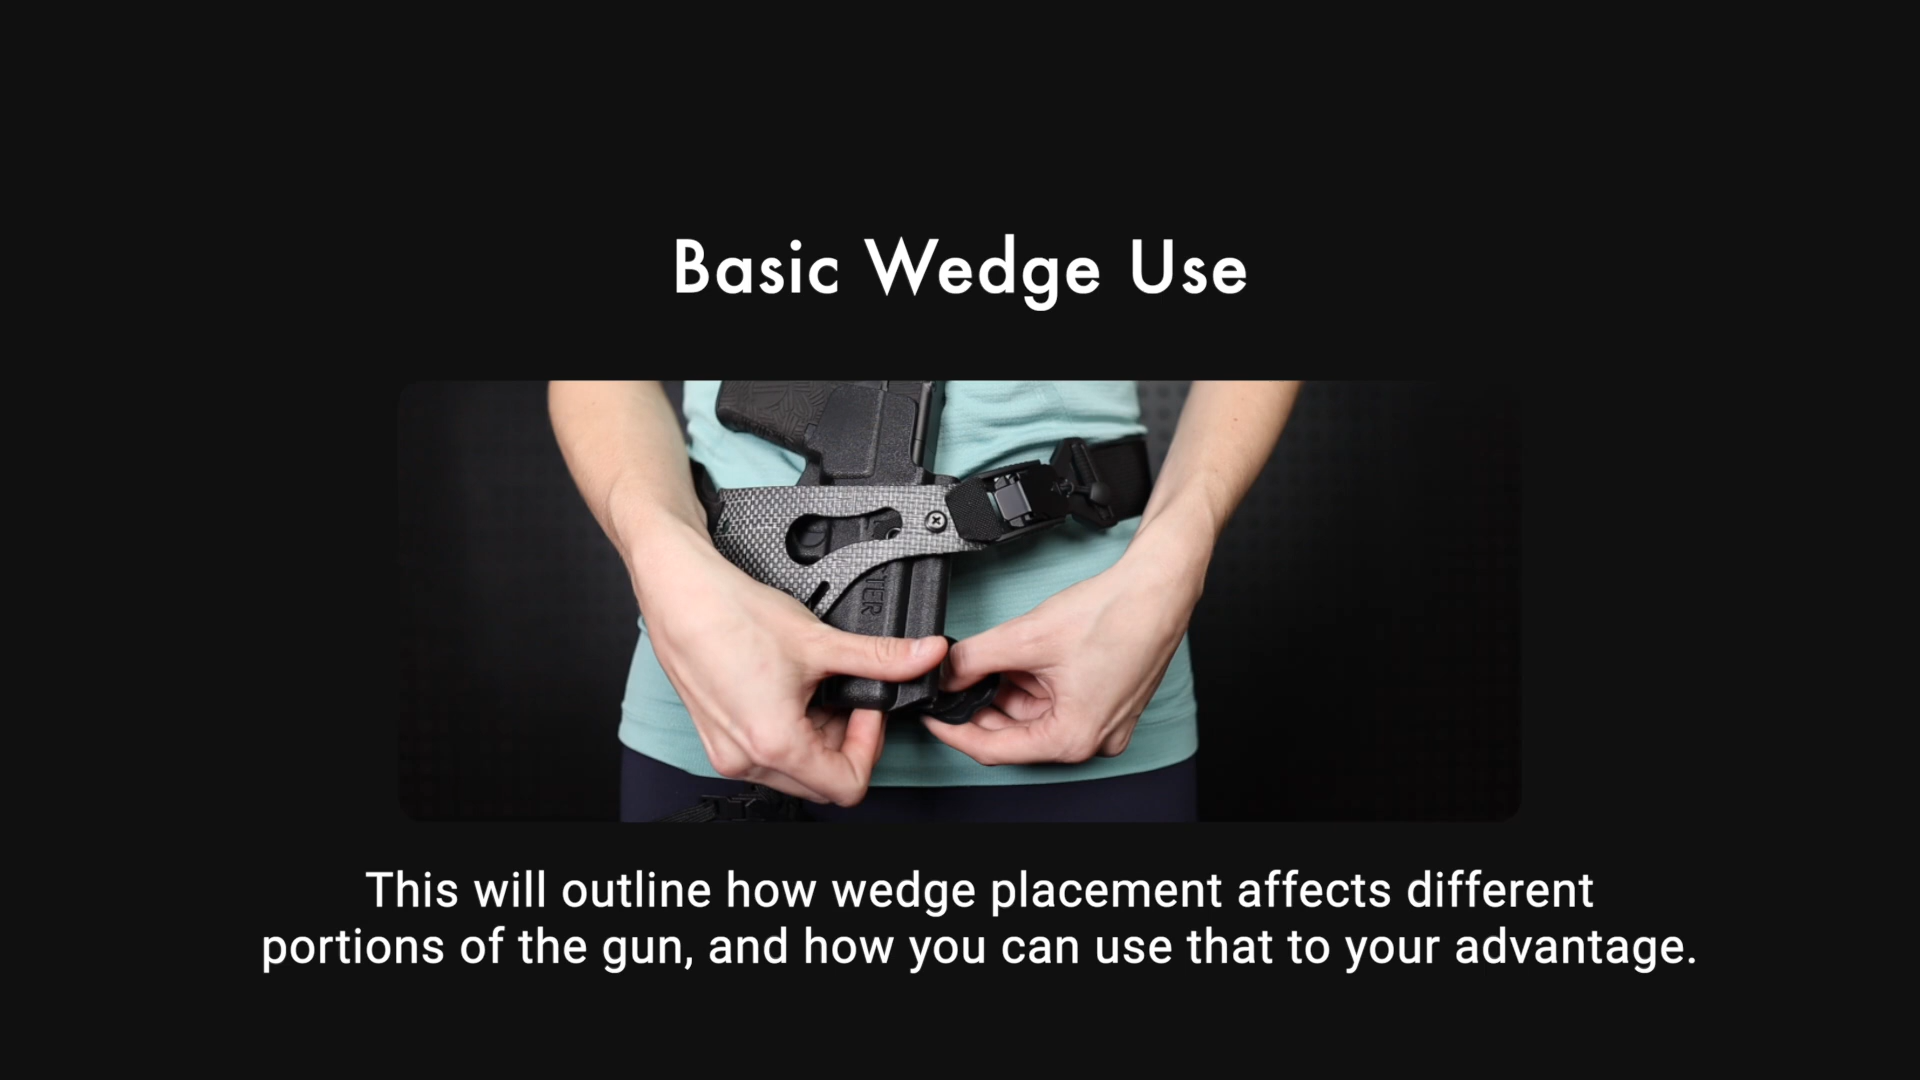 Basic Wedge Use
This will outline how wedge placement affects different
portions of the gun, and how you can use that to your advantage.